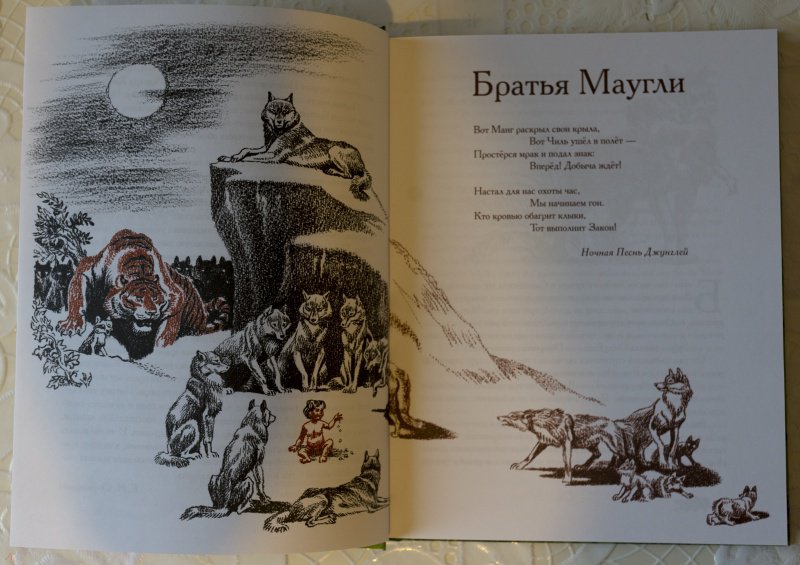 Братья Маугли
Вот Манг раскрыл свои крыла,
Вот Чиль ушёл в полёт —
Простёрся мрак и подал знак:
Вперёд! Добыча ждёт!
Настал для нас охоты час,
Мы начинаем гон.
Кто кровью обагрит клыки,
Тот выполнит Закон!
Ночная Песнь Джунглей